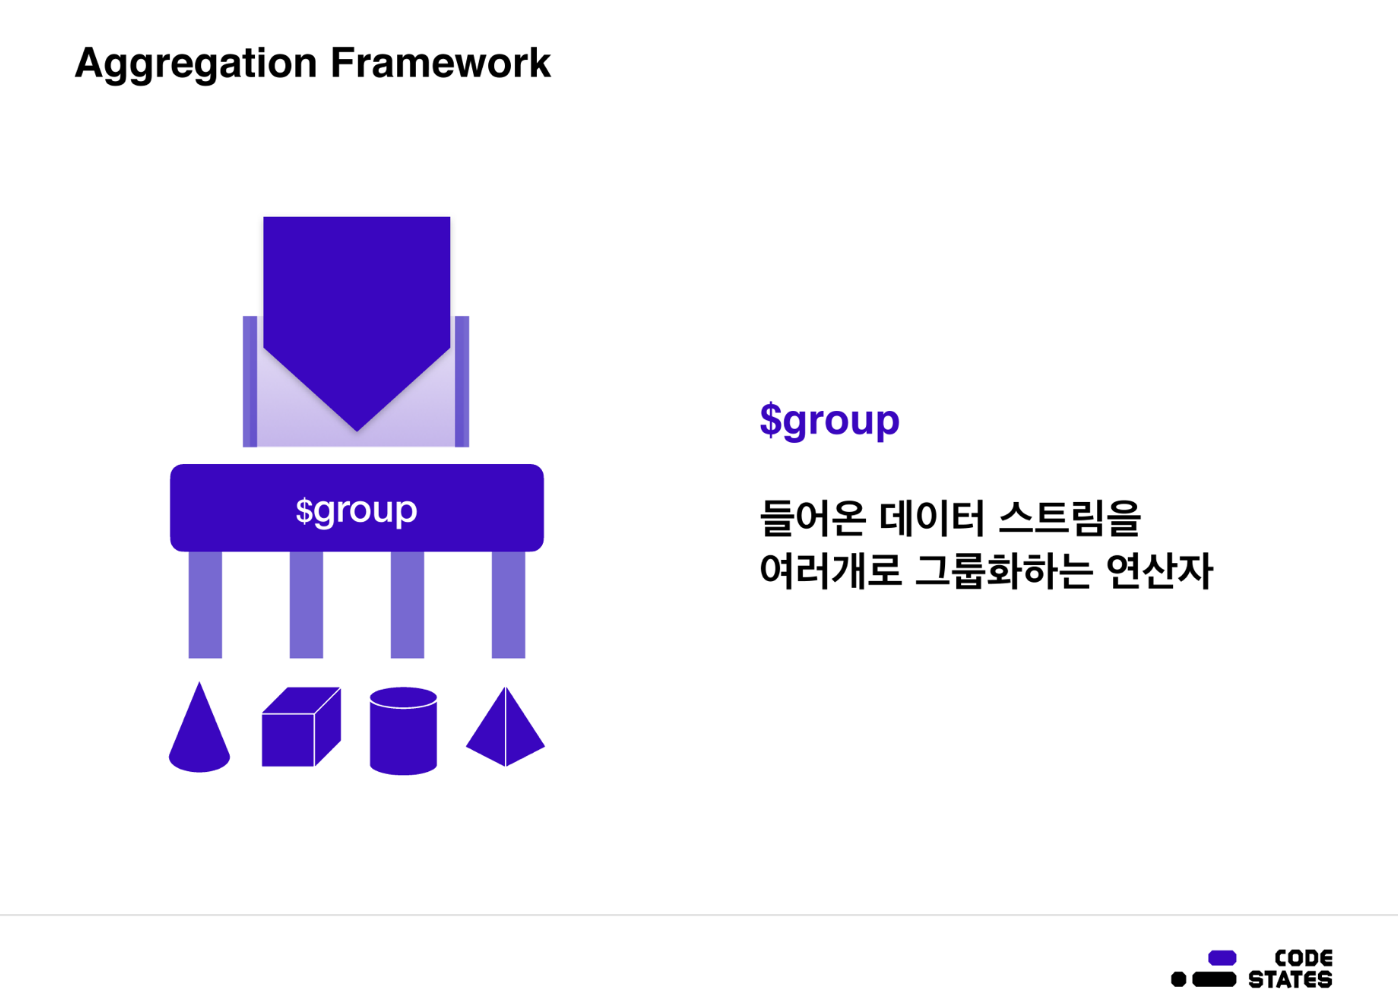 Aggregation Framework
$group
$group
들어온 데이터 스트림을
여러개로 그룹화하는 연산자
CODE
STATES